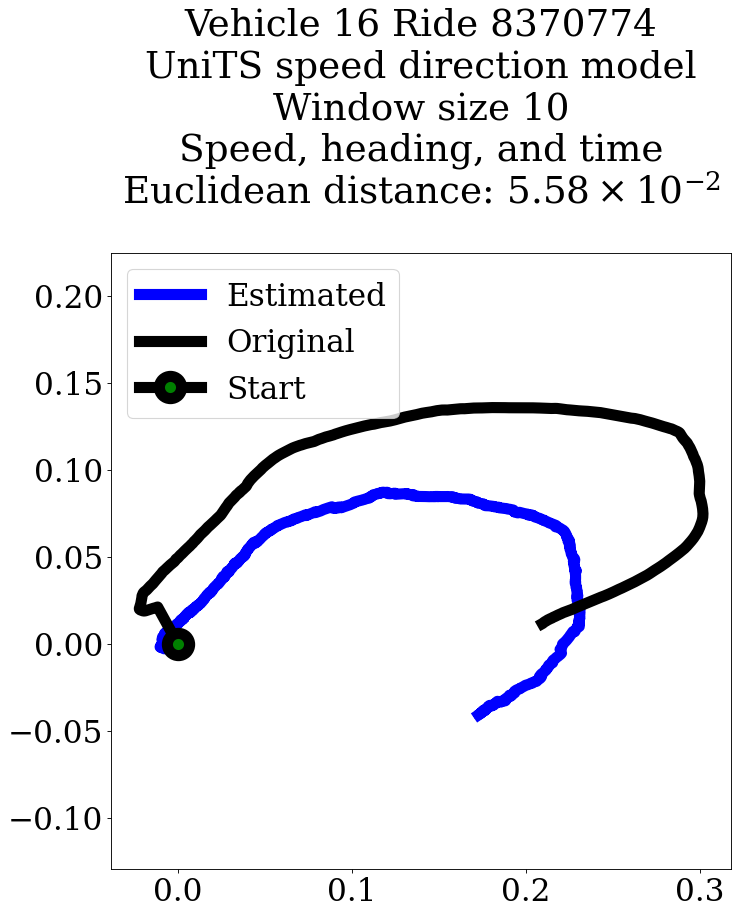 Vehicle 16 Ride 8370774
UniTS speed direction model
Window size 10
Speed, heading, and time
Euclidean distance: 5.58 × 10⁻²
Estimated
Original
Start
0.20
0.15
0.10
0.05
0.00
−0.05
−0.10
0.0 0.1 0.2 0.3